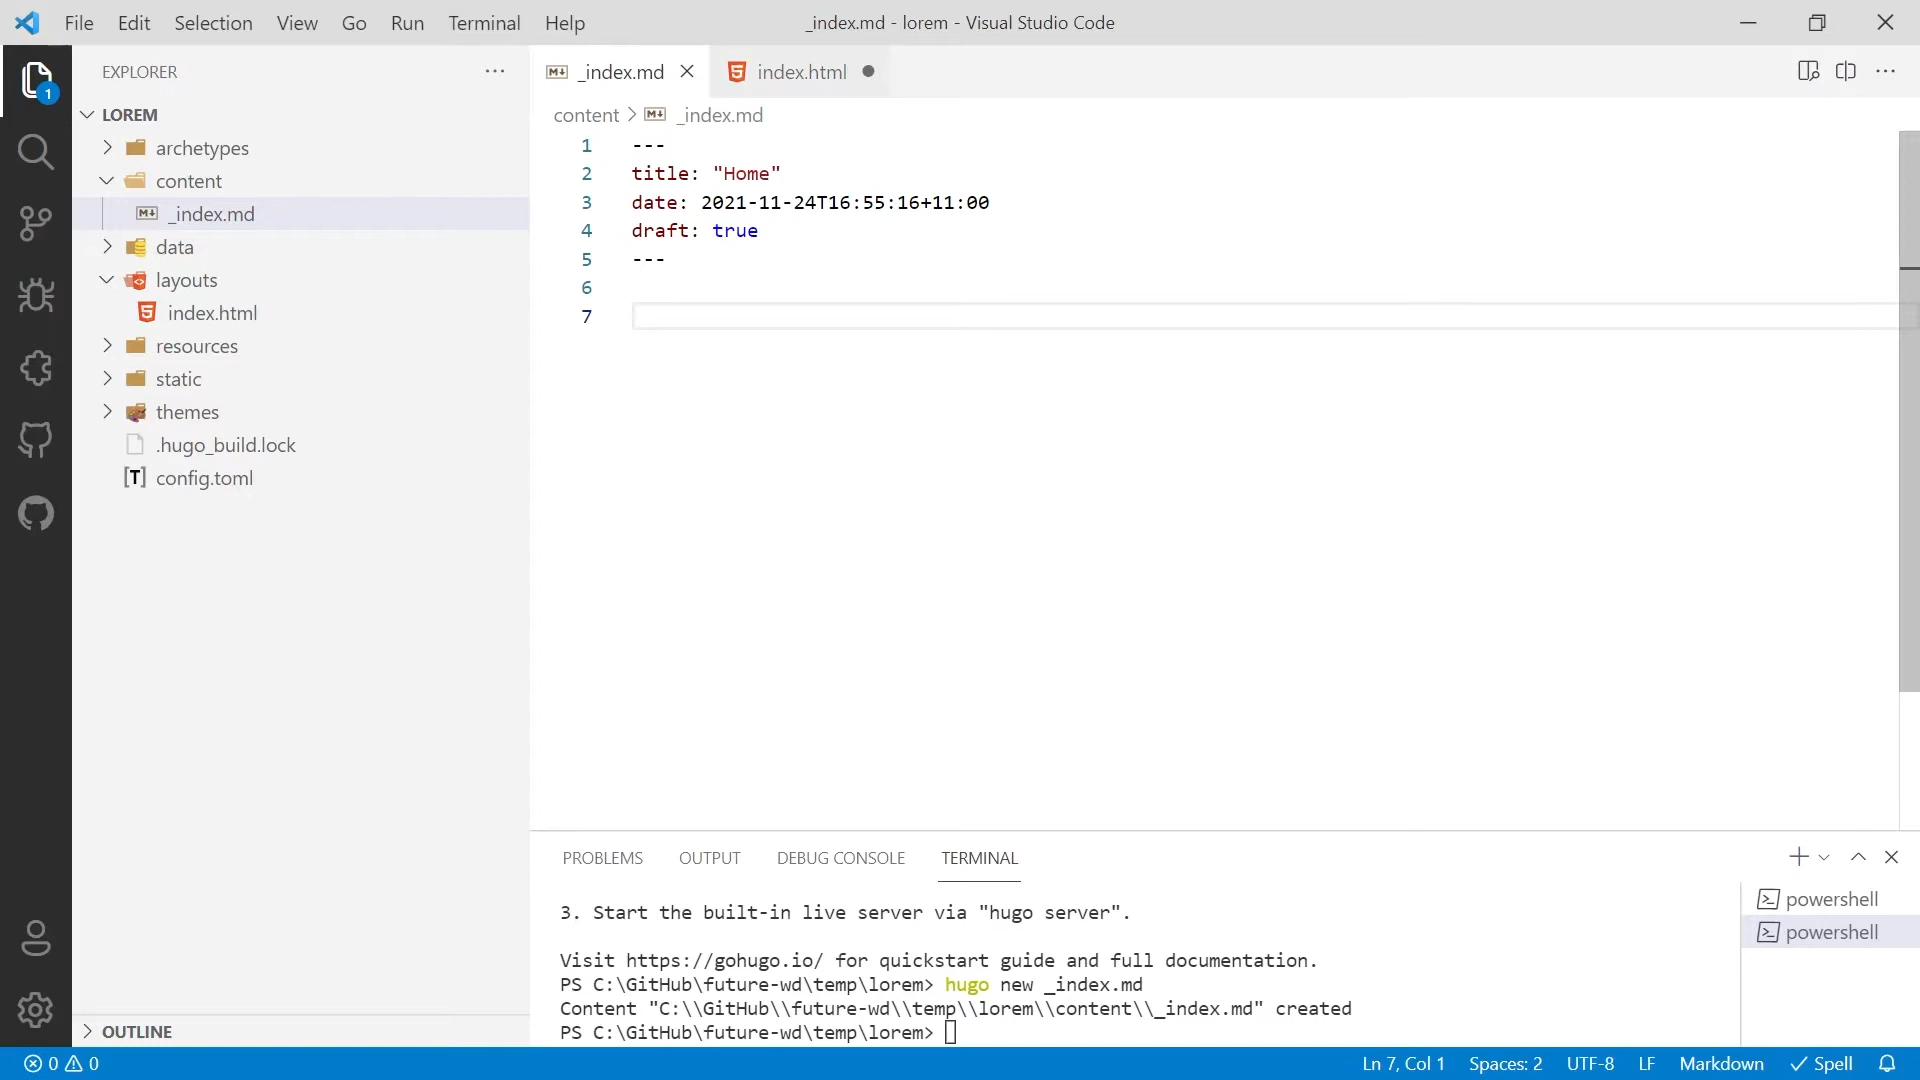 File Edit Selection View Go Run Terminal Help _index.md - lorem - Visual Studio Code
1
EXPLORER
LOREM
archetypes
content
_index.md
data
layouts
index.html
resources
static
themes
.hugo_build.lock
config.toml
OUTLINE
_index.md index.html
content > _index.md
1 ---
2 title: "Home"
3 date: 2021-11-24T16:55:16+11:00
4 draft: true
5 ---
6
7
PROBLEMS OUTPUT DEBUG CONSOLE TERMINAL
3. Start the built-in live server via "hugo server".
Visit https://gohugo.io/ for quickstart guide and full documentation.
PS C:\GitHub\future-wd\temp\lorem> hugo new _index.md
Content "C:\\GitHub\\future-wd\\temp\\lorem\\content\\_index.md" created
PS C:\GitHub\future-wd\temp\lorem>
powershell
powershell
0 0 Ln 7, Col 1 Spaces: 2 UTF-8 LF Markdown Spell